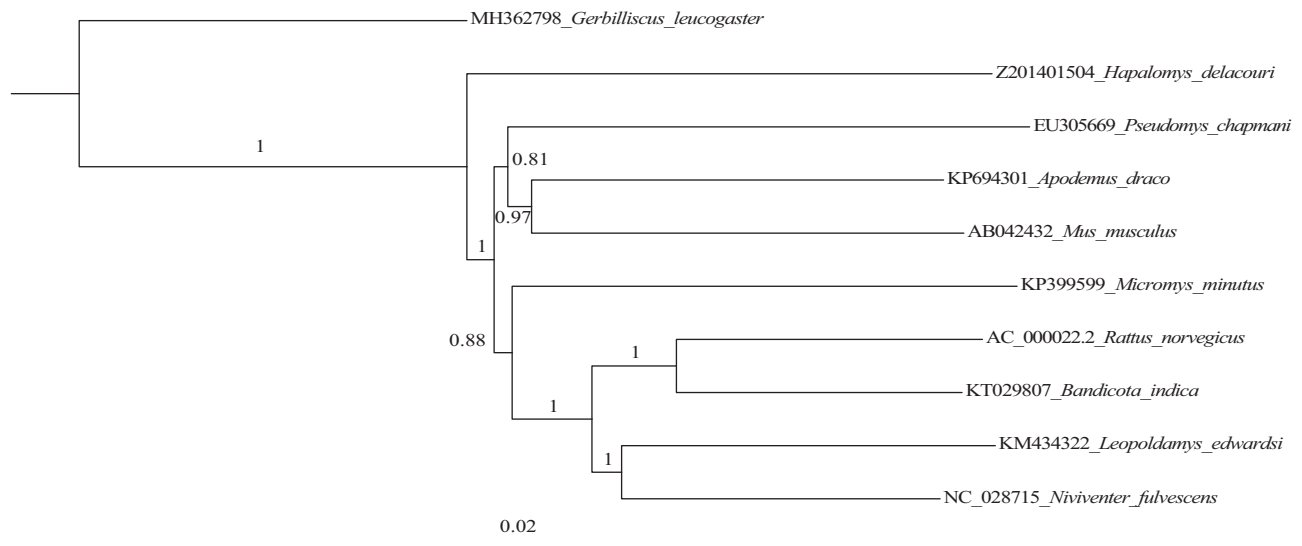 MH362798_Gerbilliscus_leucogaster
Z201401504_Hapalomys_delacouri
EU305669_Pseudomys_chapmani
1
0.81
KP694301_Apodemus_draco
0.97
AB042432_Mus_musculus
1
KP399599_Micromys_minutus
0.88
AC_000022.2_Rattus_norvegicus
1
KT029807_Bandicota_indica
1
KM434322_Leopoldamys_edwardsi
1
NC_028715_Niviventer_fulvescens
0.02